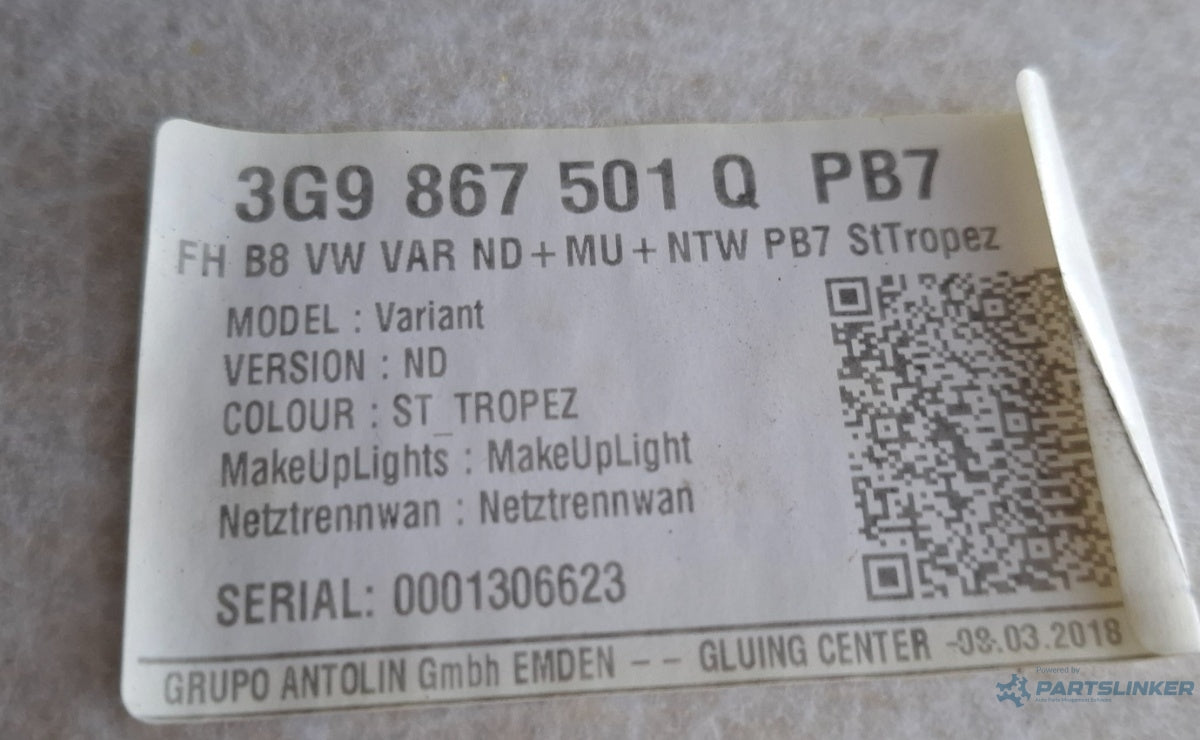 3G9 867 501 Q PB7
FH B8 VW VAR ND+MU+NTW PB7 StTropez
MODEL : Variant
VERSION : ND
COLOUR : ST_TROPEZ
MakeUpLights : MakeUpLight
Netztrennwan : Netztrennwan
SERIAL: 0001306623
GRUPO ANTOLIN Gmbh EMDEN -- GLUING CENTER -08.03.2018
Powered by
PARTSLINKER